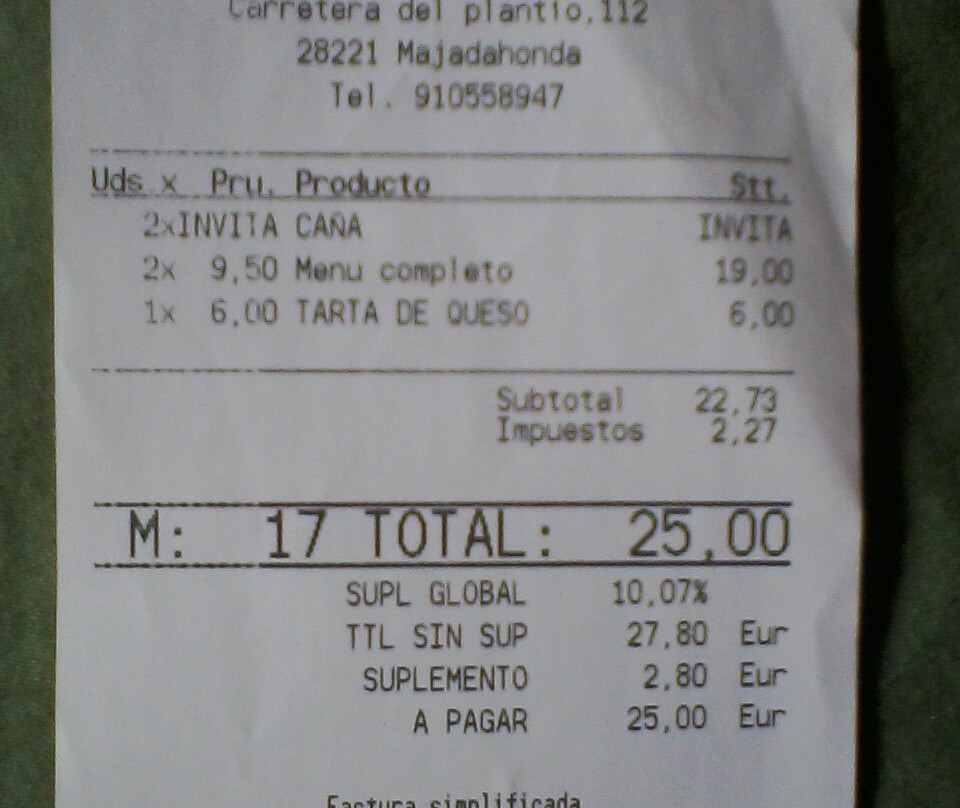 Carretera del plantio,112
28221 Majadahonda
Tel. 910558947
Uds x Pru. Producto Stt.
2xINVITA CAÑA INVITA
2x 9,50 Menu completo 19,00
1x 6,00 TARTA DE QUESO 6,00
Subtotal 22,73
Impuestos 2,27
M: 17 TOTAL: 25,00
SUPL GLOBAL 10,07%
TTL SIN SUP 27,80 Eur
SUPLEMENTO 2,80 Eur
A PAGAR 25,00 Eur
Factura simplificada